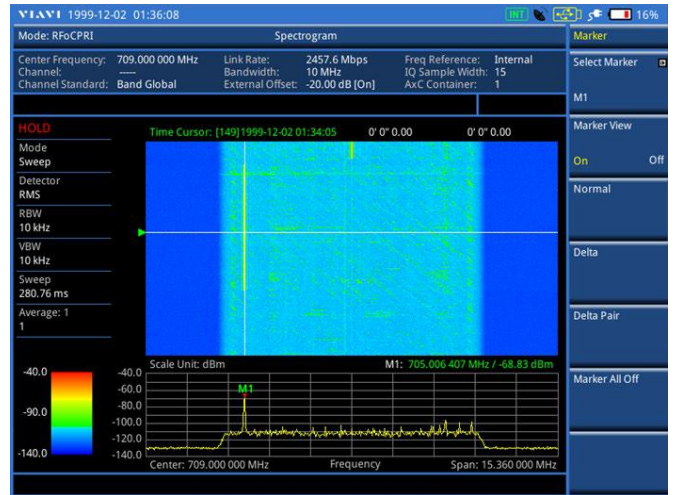 VIAVI 1999-12-02 01:36:08 INT 16%
Mode: RFoCPRI Spectrogram Marker
Center Frequency: 709.000 000 MHz Link Rate: 2457.6 Mbps Freq Reference: Internal
Channel: ----- Bandwidth: 10 MHz IQ Sample Width: 15
Channel Standard: Band Global External Offset: -20.00 dB [On] AxC Container: 1
Select Marker
M1
HOLD
Time Cursor: [149]1999-12-02 01:34:05 0' 0" 0.00 0' 0" 0.00
Marker View
On Off
Mode
Sweep
Detector
RMS
Normal
RBW
10 kHz
VBW
10 kHz
Delta
Sweep
280.76 ms
Average: 1
1
Delta Pair
Scale Unit: dBm M1: 705.006 407 MHz / -68.83 dBm
Marker All Off
-40.0
-90.0
-140.0
-40.0
-60.0
-80.0
-100.0
-120.0
-140.0
M1
Center: 709.000 000 MHz Frequency Span: 15.360 000 MHz